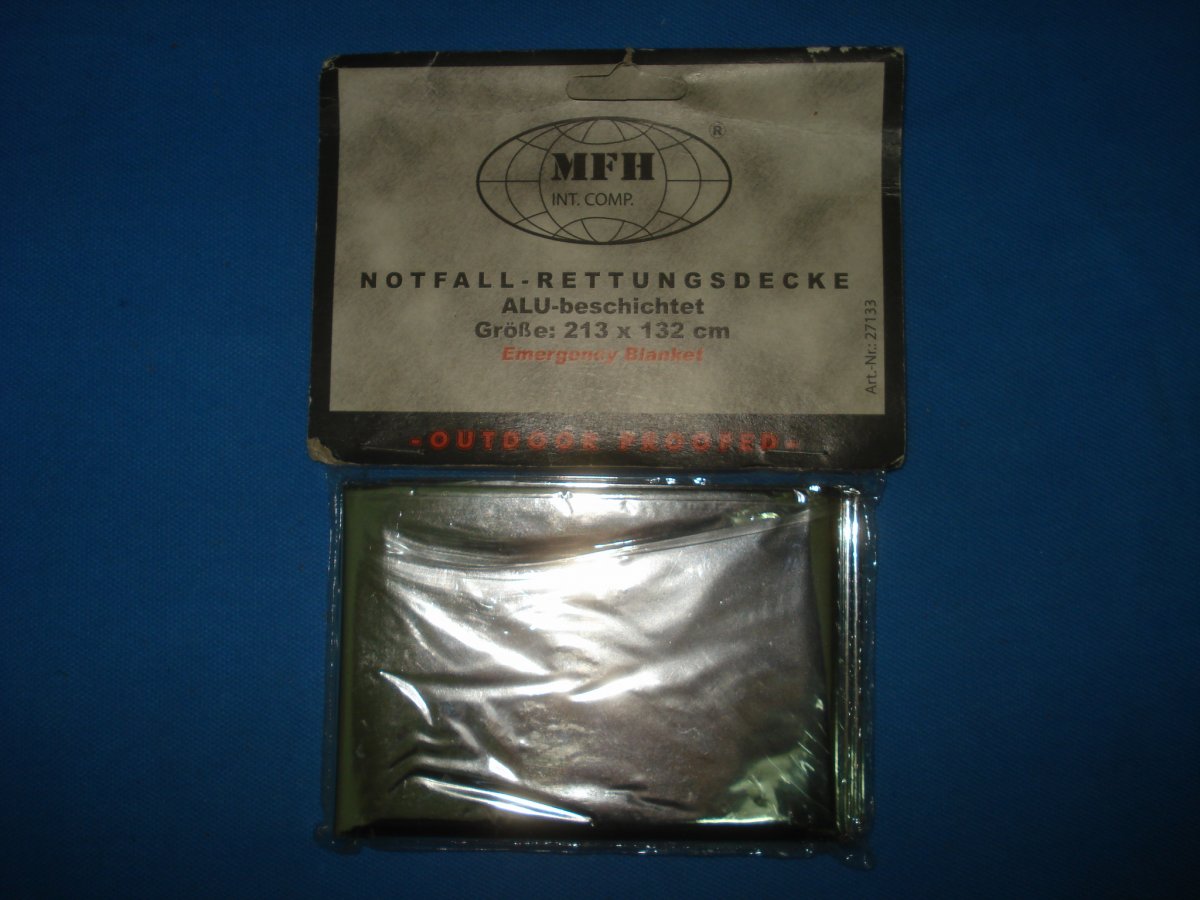 ®
MFH
INT. COMP.
NOTFALL-RETTUNGSDECKE
ALU-beschichtet
Größe: 213 x 132 cm
Emergency Blanket
Art.-Nr.: 27133
-OUTDOOR PROOFED-